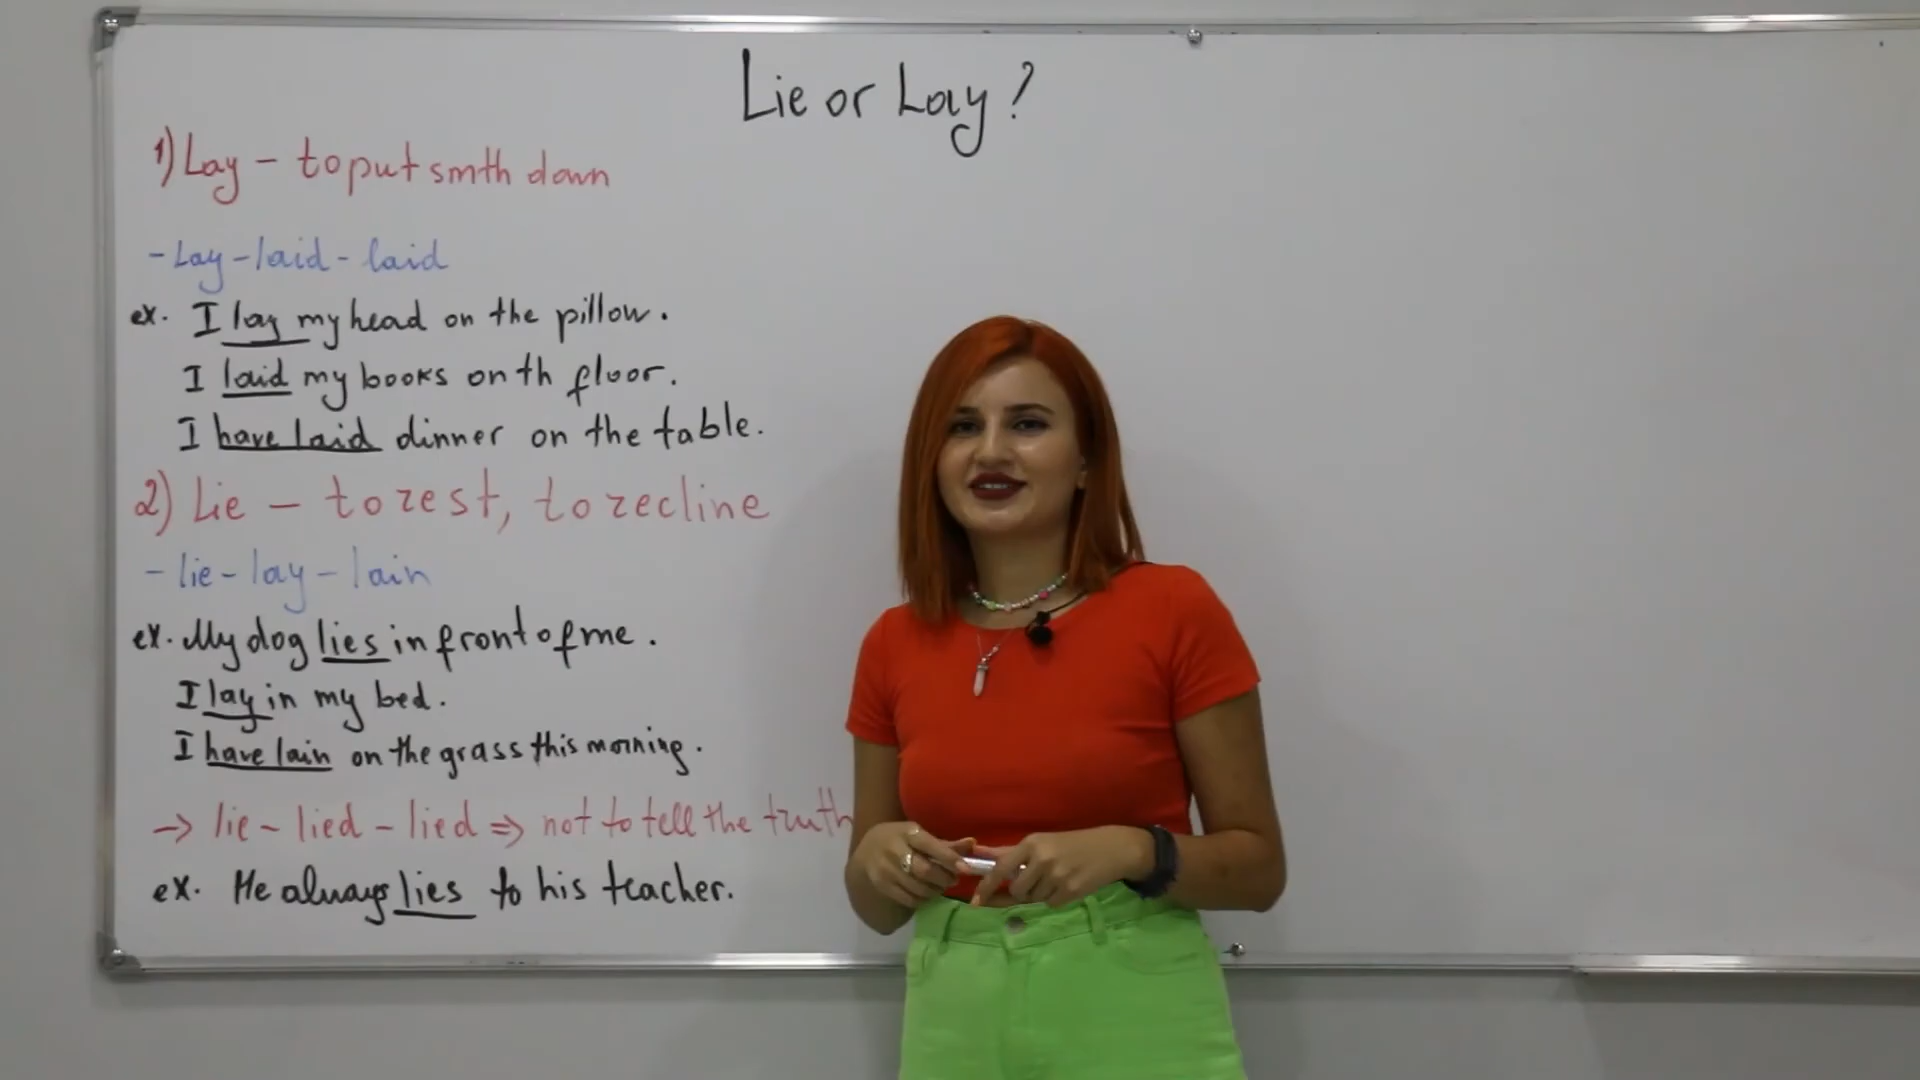 Lie or Lay?
1) Lay - to put smth down
- Lay - laid - laid
ex. I lay my head on the pillow.
I laid my books on th floor.
I have laid dinner on the table.
2) Lie - to rest, to recline
- lie - lay - lain
ex. My dog lies in front of me.
I lay in my bed.
I have lain on the grass this morning.
→ lie - lied - lied ⇒ not to tell the truth
ex. He always lies to his teacher.